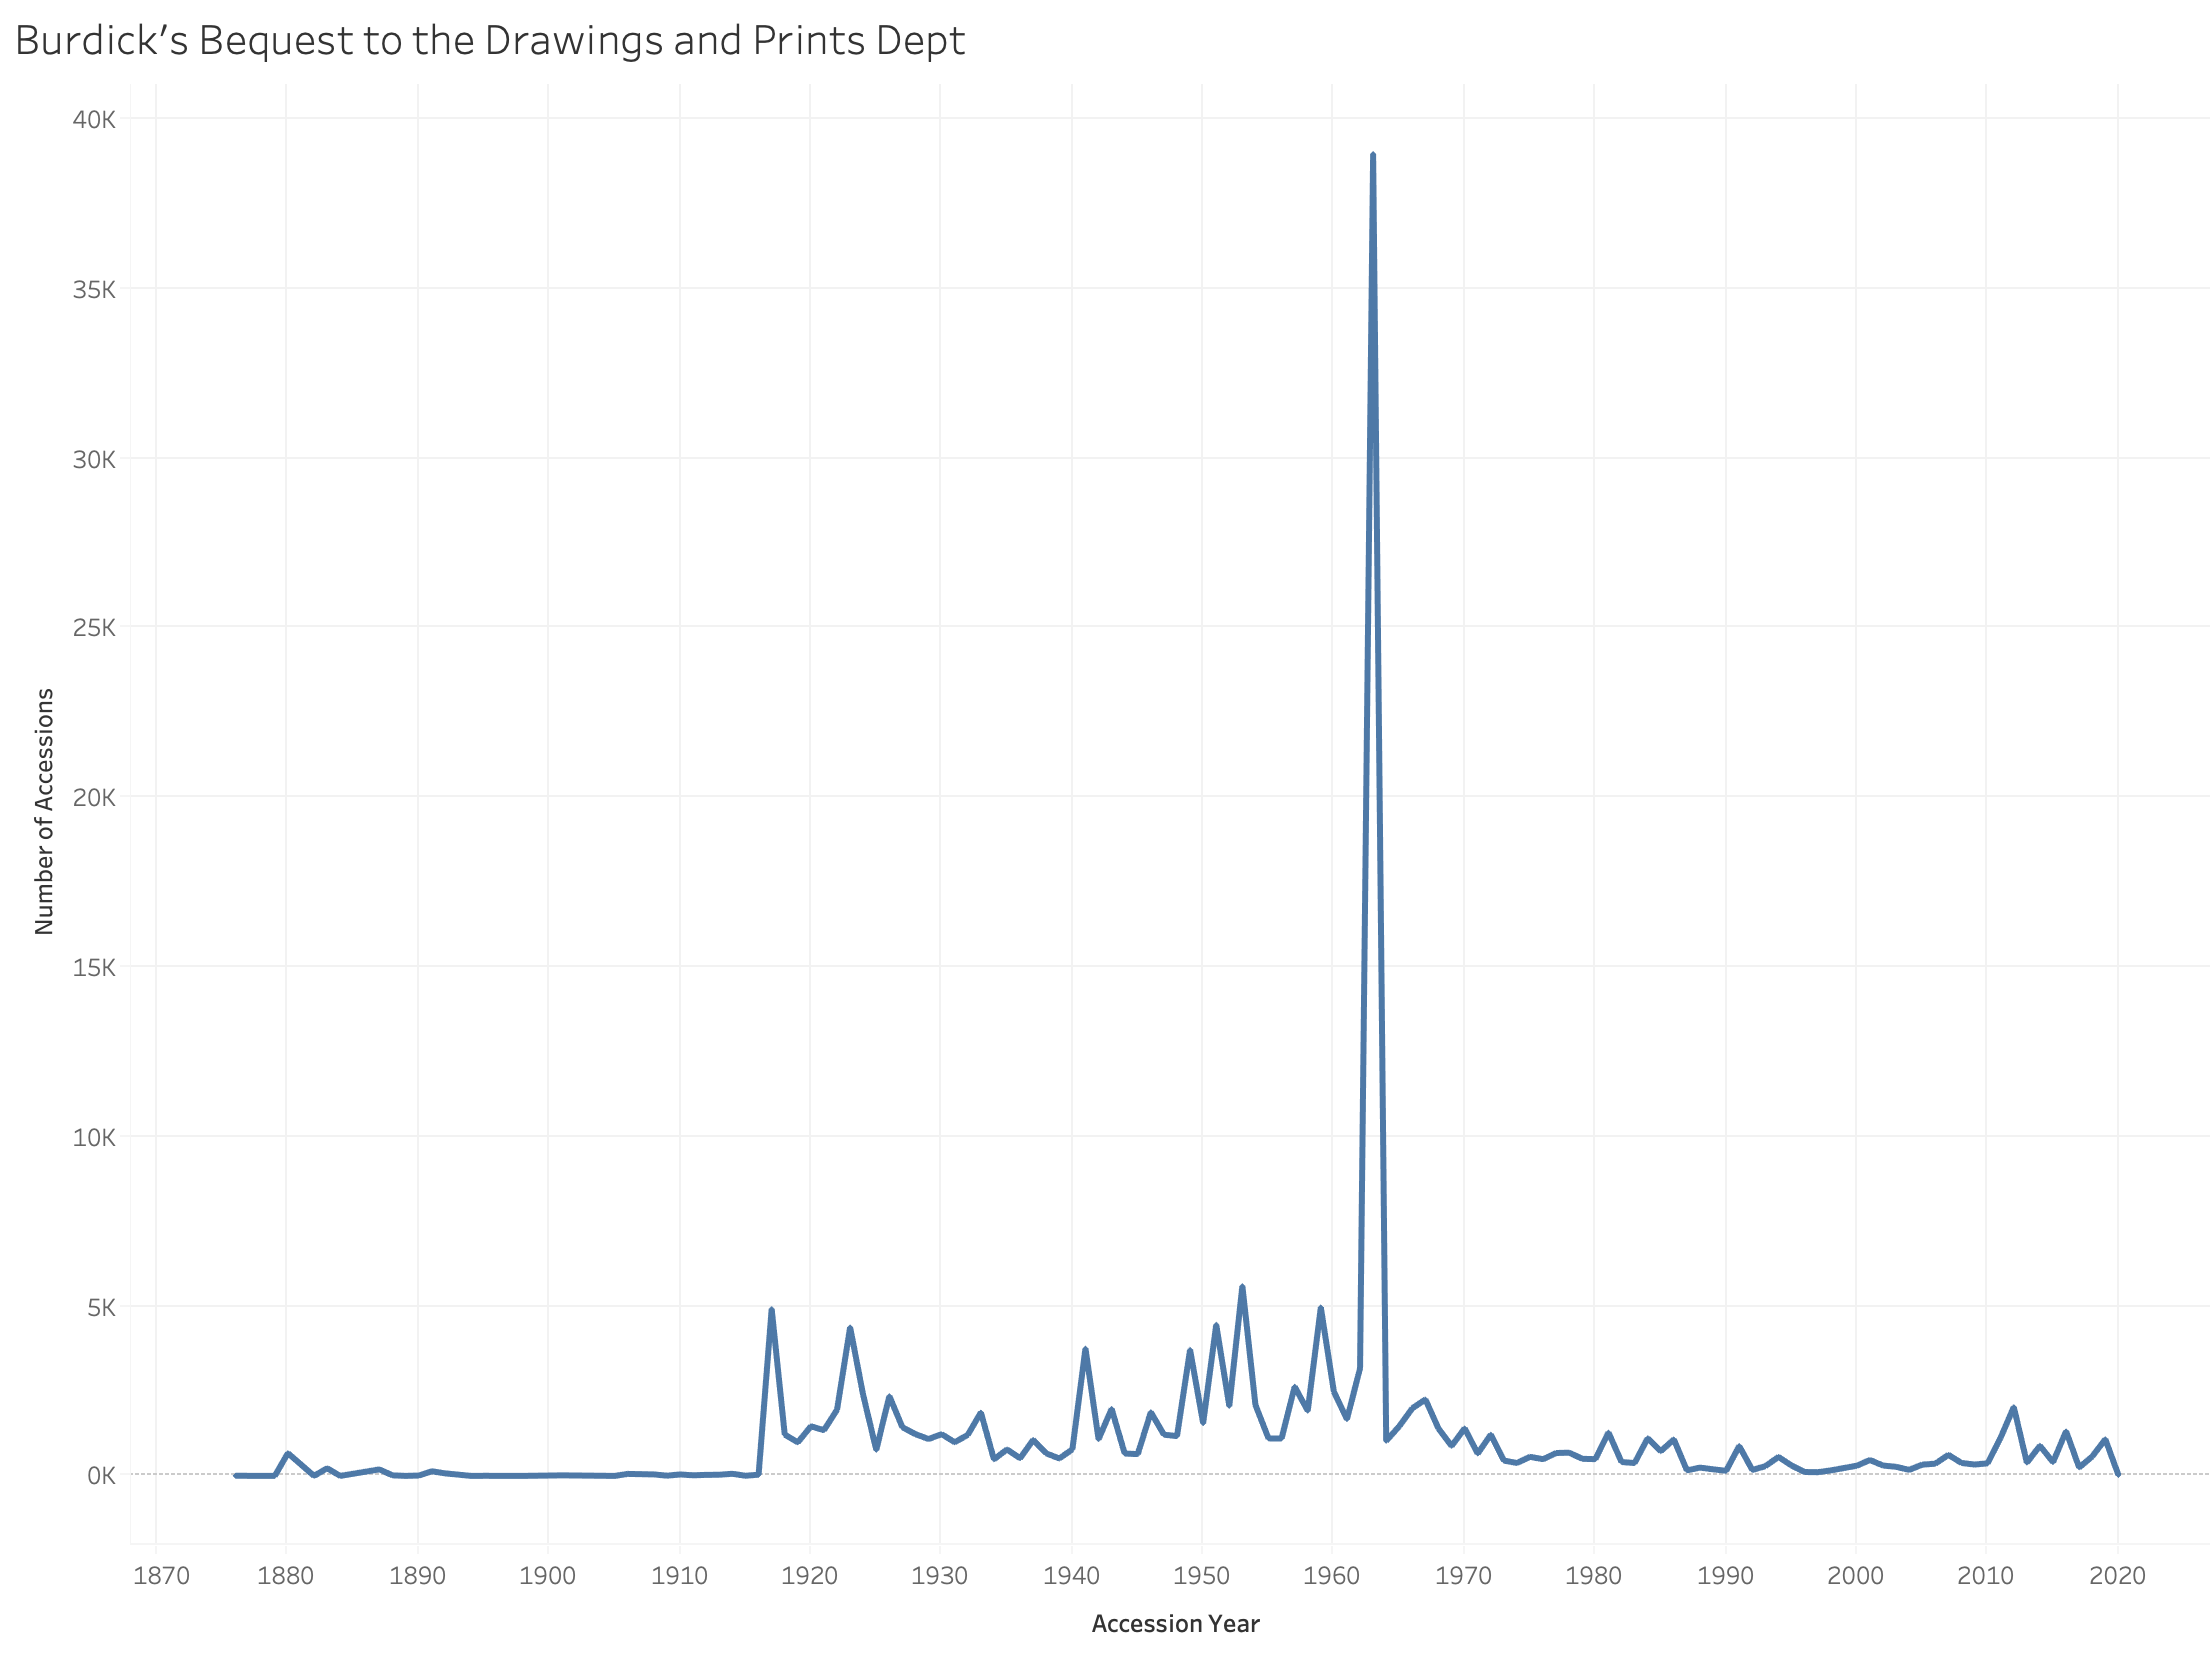 Burdick’s Bequest to the Drawings and Prints Dept
40K
35K
30K
25K
20K
15K
10K
5K
0K
Number of Accessions
1870 1880 1890 1900 1910 1920 1930 1940 1950 1960 1970 1980 1990 2000 2010 2020
Accession Year